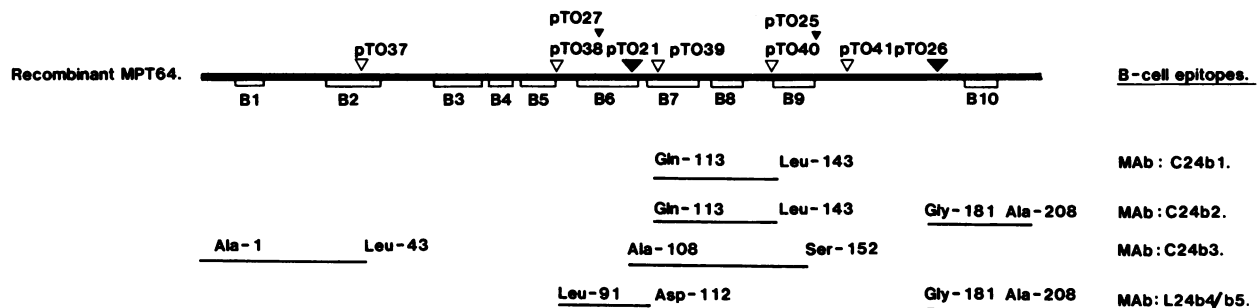 pTO27 pTO25
pTO37 pTO38 pTO21 pTO39 pTO40 pTO41 pTO26
Recombinant MPT64. B-cell epitopes.
B1 B2 B3 B4 B5 B6 B7 B8 B9 B10
Gln-113 Leu-143 MAb: C24b1.
Gln-113 Leu-143 Gly-181 Ala-208 MAb: C24b2.
Ala-1 Leu-43 Ala-108 Ser-152 MAb: C24b3.
Leu-91 Asp-112 Gly-181 Ala-208 MAb: L24b4/b5.